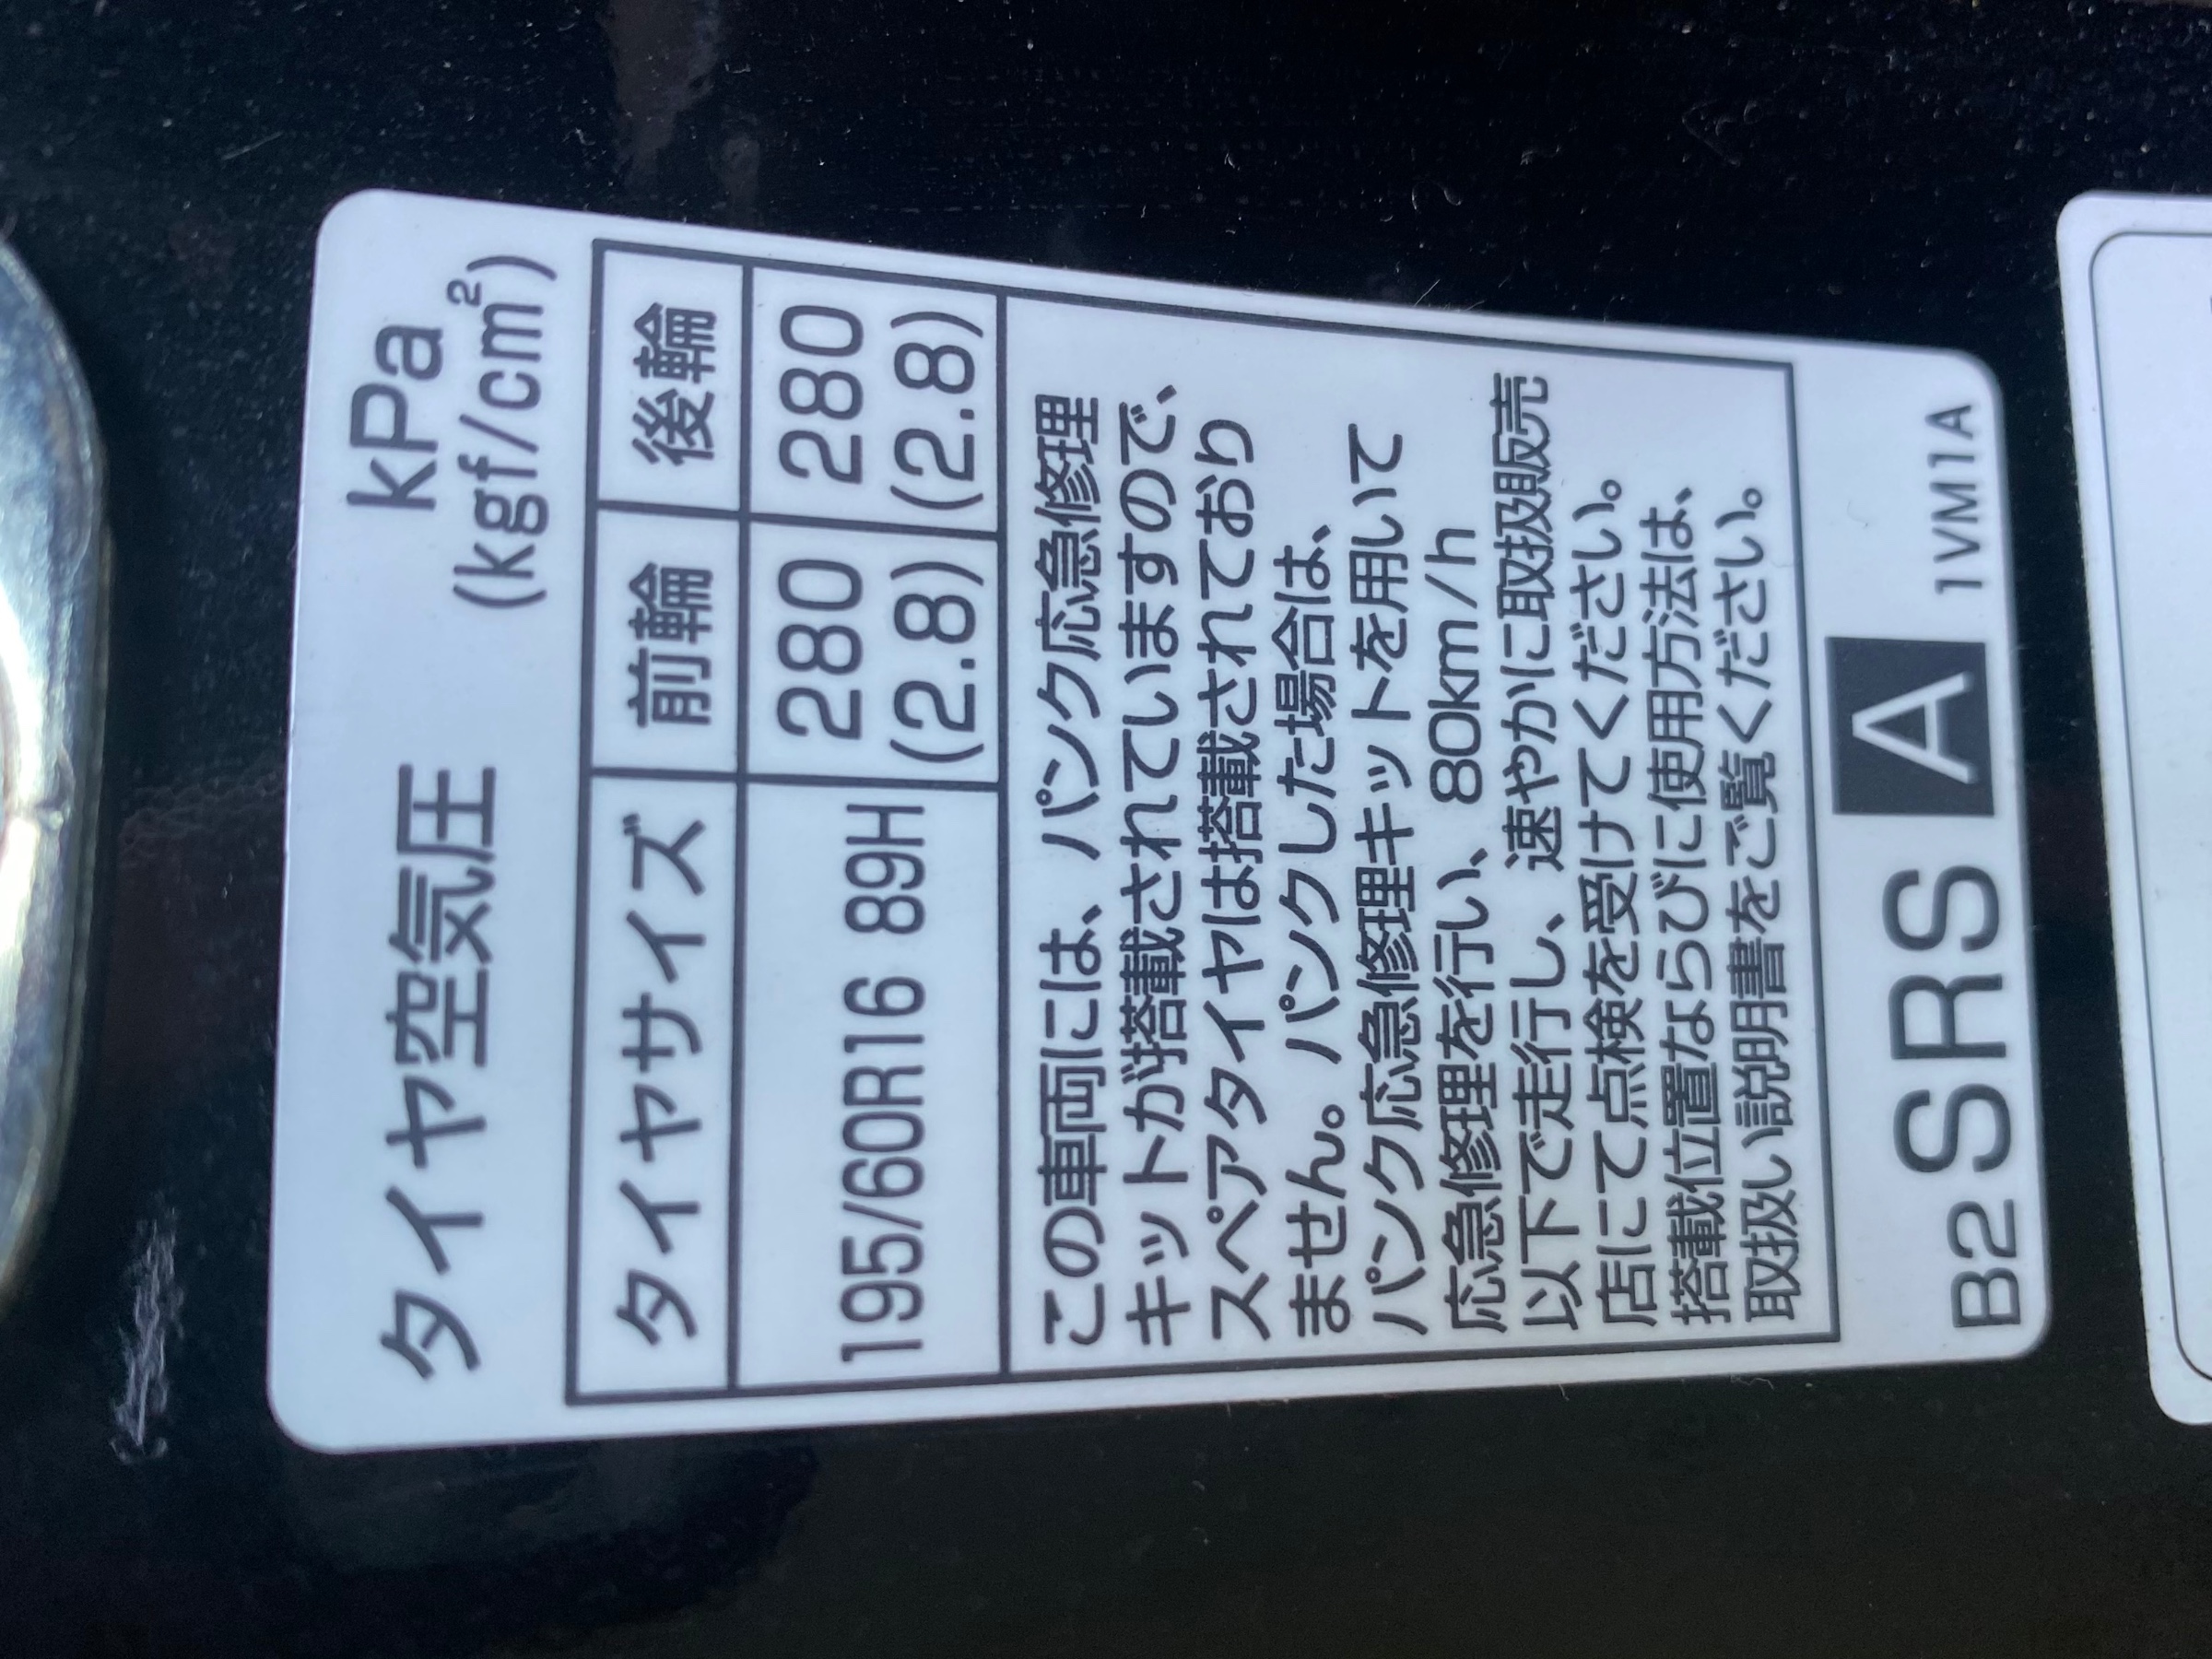 タイヤ空気圧 kPa
(kgf/cm²)
タイヤサイズ 前輪 後輪
195/60R16 89H 280 280
(2.8) (2.8)
この車両には、パンク応急修理
キットが搭載されていますので、
スペアタイヤは搭載されており
ません。パンクした場合は、
パンク応急修理キットを用いて
応急修理を行い、80km/h
以下で走行し、速やかに取扱販売
店にて点検を受けてください。
搭載位置ならびに使用方法は、
取扱い説明書をご覧ください。
B2 SRS A 1VM1A